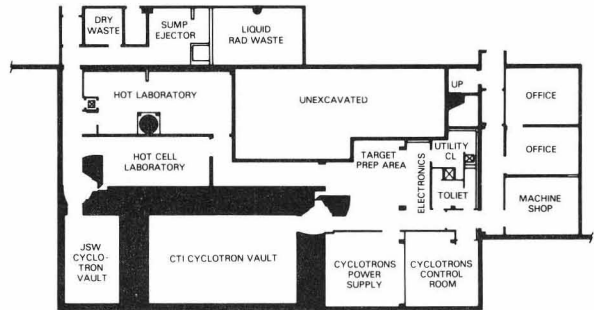 DRY
WASTE
SUMP
EJECTOR
LIQUID
RAD WASTE
HOT LABORATORY
UNEXCAVATED
UP
OFFICE
HOT CELL
LABORATORY
TARGET
PREP AREA
ELECTRONICS
UTILITY
CL
OFFICE
TOLIET
MACHINE
SHOP
JSW
CYCLO-
TRON
VAULT
CTI CYCLOTRON VAULT
CYCLOTRONS
POWER
SUPPLY
CYCLOTRONS
CONTROL
ROOM